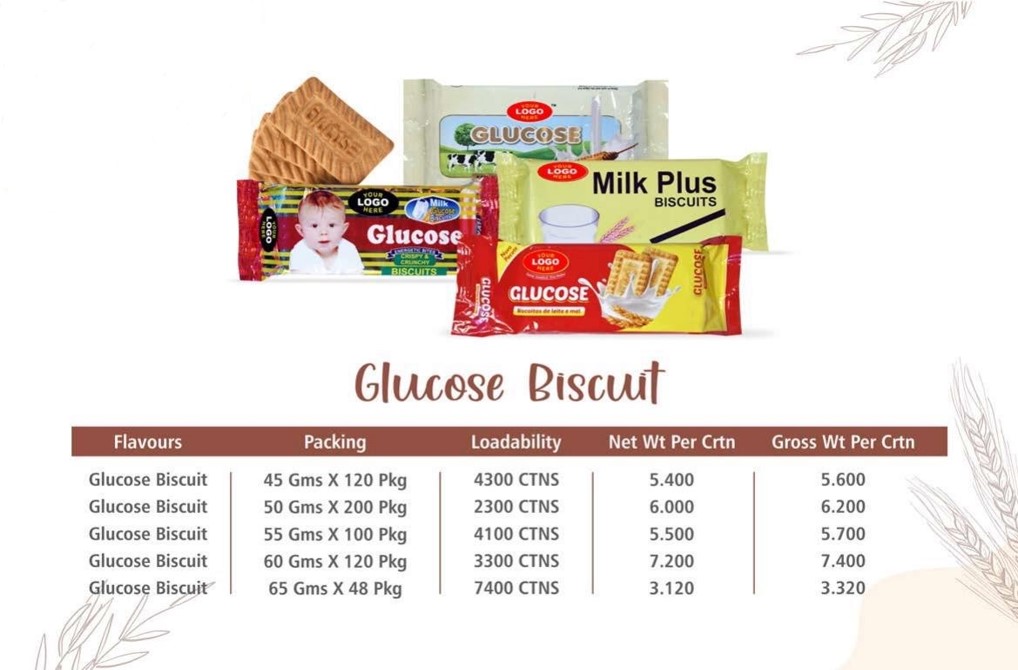 GLUCOSE
YOUR
LOGO
HERE
GLUCOSE
YOUR
LOGO
HERE
Milk Plus
BISCUITS
YOUR
LOGO
HERE
YOUR
LOGO
HERE
Milk
Glucose
Biscuits
Glucose
ENERGETIC BITES
CRISPY &
CRUNCHY
BISCUITS
YOUR
LOGO
HERE
GLUCOSE
Biscoitos de leite e mel
GLUCOSE
GLUCOSE
Glucose Biscuit
Flavours Packing Loadability Net Wt Per Crtn Gross Wt Per Crtn
Glucose Biscuit 45 Gms X 120 Pkg 4300 CTNS 5.400 5.600
Glucose Biscuit 50 Gms X 200 Pkg 2300 CTNS 6.000 6.200
Glucose Biscuit 55 Gms X 100 Pkg 4100 CTNS 5.500 5.700
Glucose Biscuit 60 Gms X 120 Pkg 3300 CTNS 7.200 7.400
Glucose Biscuit 65 Gms X 48 Pkg 7400 CTNS 3.120 3.320